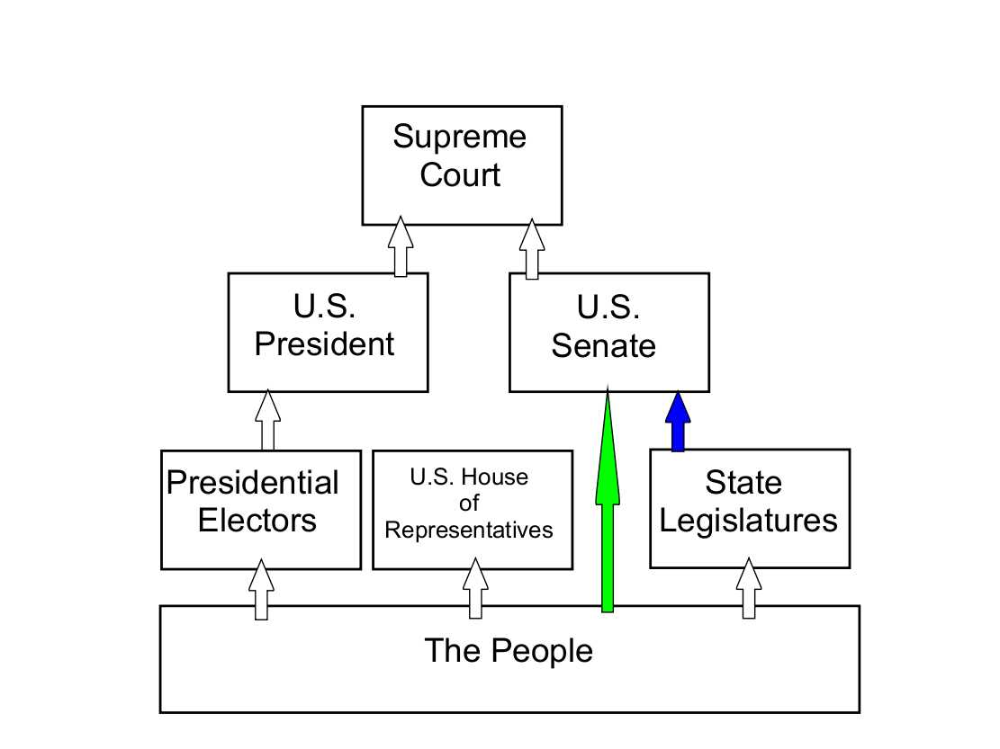 Supreme
Court
U.S.
President
U.S.
Senate
Presidential
Electors
U.S. House
of
Representatives
State
Legislatures
The People